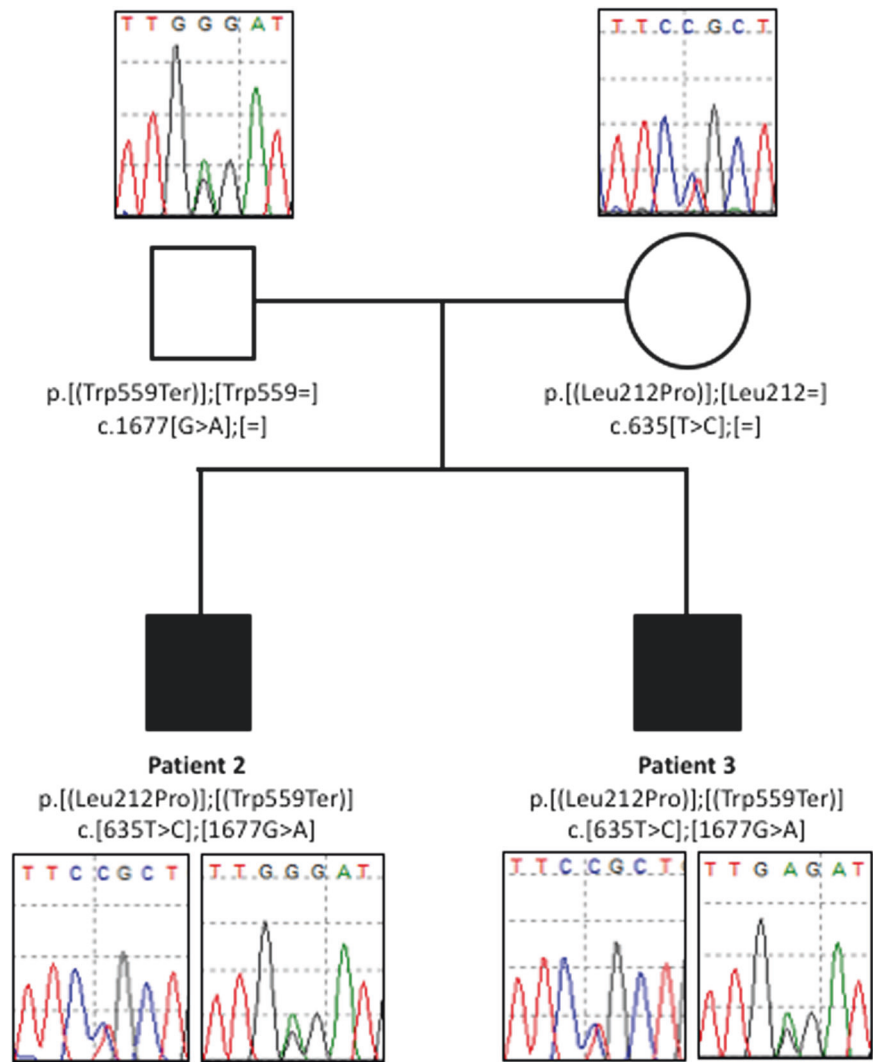 T T G G G A T
T T C C G C T
p.[(Trp559Ter)];[Trp559=]
c.1677[G>A];[=]
p.[(Leu212Pro)];[Leu212=]
c.635[T>C];[=]
Patient 2
p.[(Leu212Pro)];[(Trp559Ter)]
c.[635T>C];[1677G>A]
Patient 3
p.[(Leu212Pro)];[(Trp559Ter)]
c.[635T>C];[1677G>A]
T T C C G C T
T T G G G A T
T T C C G C T
T T G A G A T